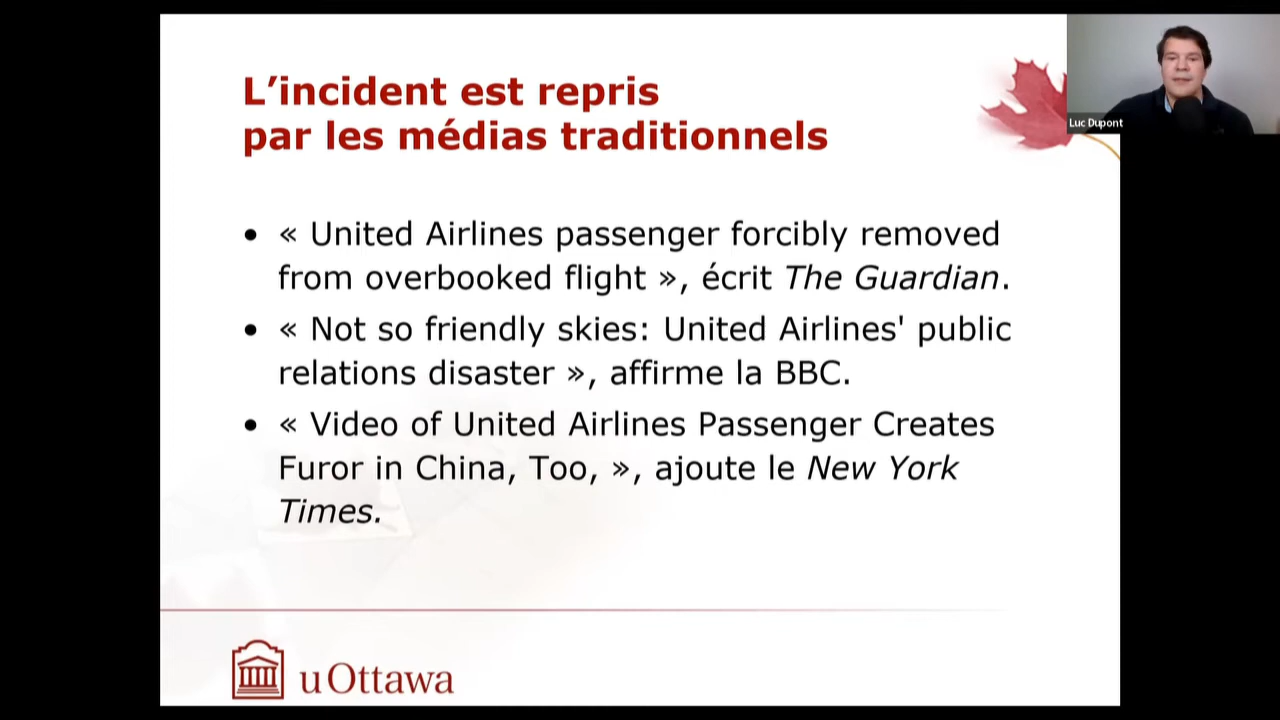 L’incident est repris
par les médias traditionnels
Luc Dupont
• « United Airlines passenger forcibly removed
from overbooked flight », écrit The Guardian.
• « Not so friendly skies: United Airlines' public
relations disaster », affirme la BBC.
• « Video of United Airlines Passenger Creates
Furor in China, Too, », ajoute le New York
Times.
uOttawa